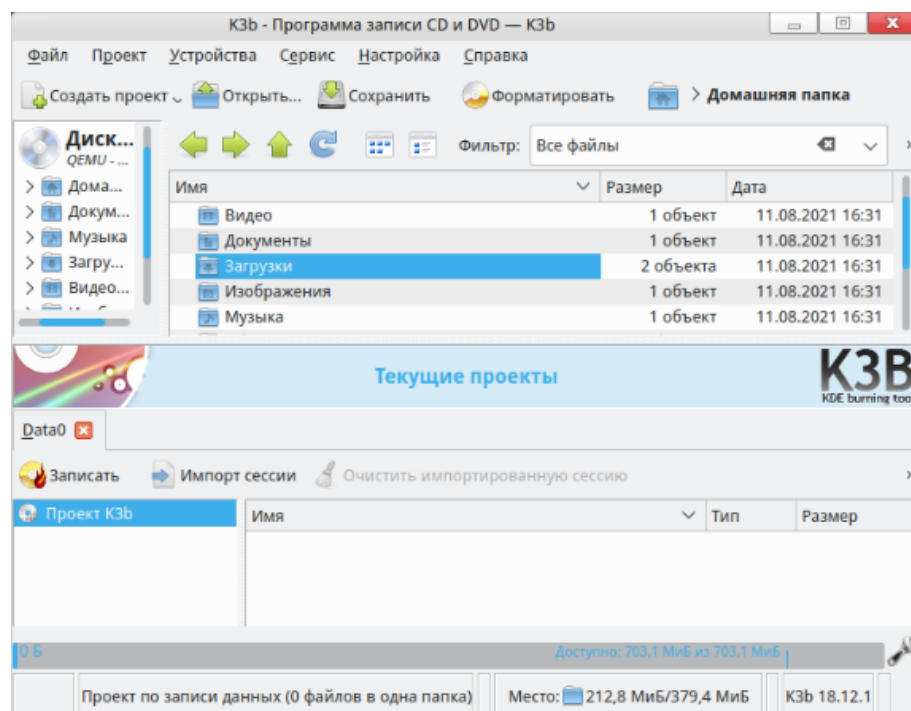 K3b - Программа записи CD и DVD — K3b
Файл Проект Устройства Сервис Настройка Справка
Создать проект Открыть... Сохранить Форматировать > Домашняя папка
Диск...
QEMU - ...
Фильтр: Все файлы
> Дома...
> Докум...
> Музыка
> Загру...
> Видео...
Имя Размер Дата
Видео 1 объект 11.08.2021 16:31
Документы 1 объект 11.08.2021 16:31
Загрузки 2 объекта 11.08.2021 16:31
Изображения 1 объект 11.08.2021 16:31
Музыка 1 объект 11.08.2021 16:31
Текущие проекты
K3B
KDE burning too
Data0
Записать Импорт сессии Очистить импортированную сессию
Проект K3b
Имя Тип Размер
0 Б Доступно: 703,1 МиБ из 703,1 МиБ
Проект по записи данных (0 файлов в одна папка) Место: 212,8 МиБ/379,4 МиБ K3b 18.12.1